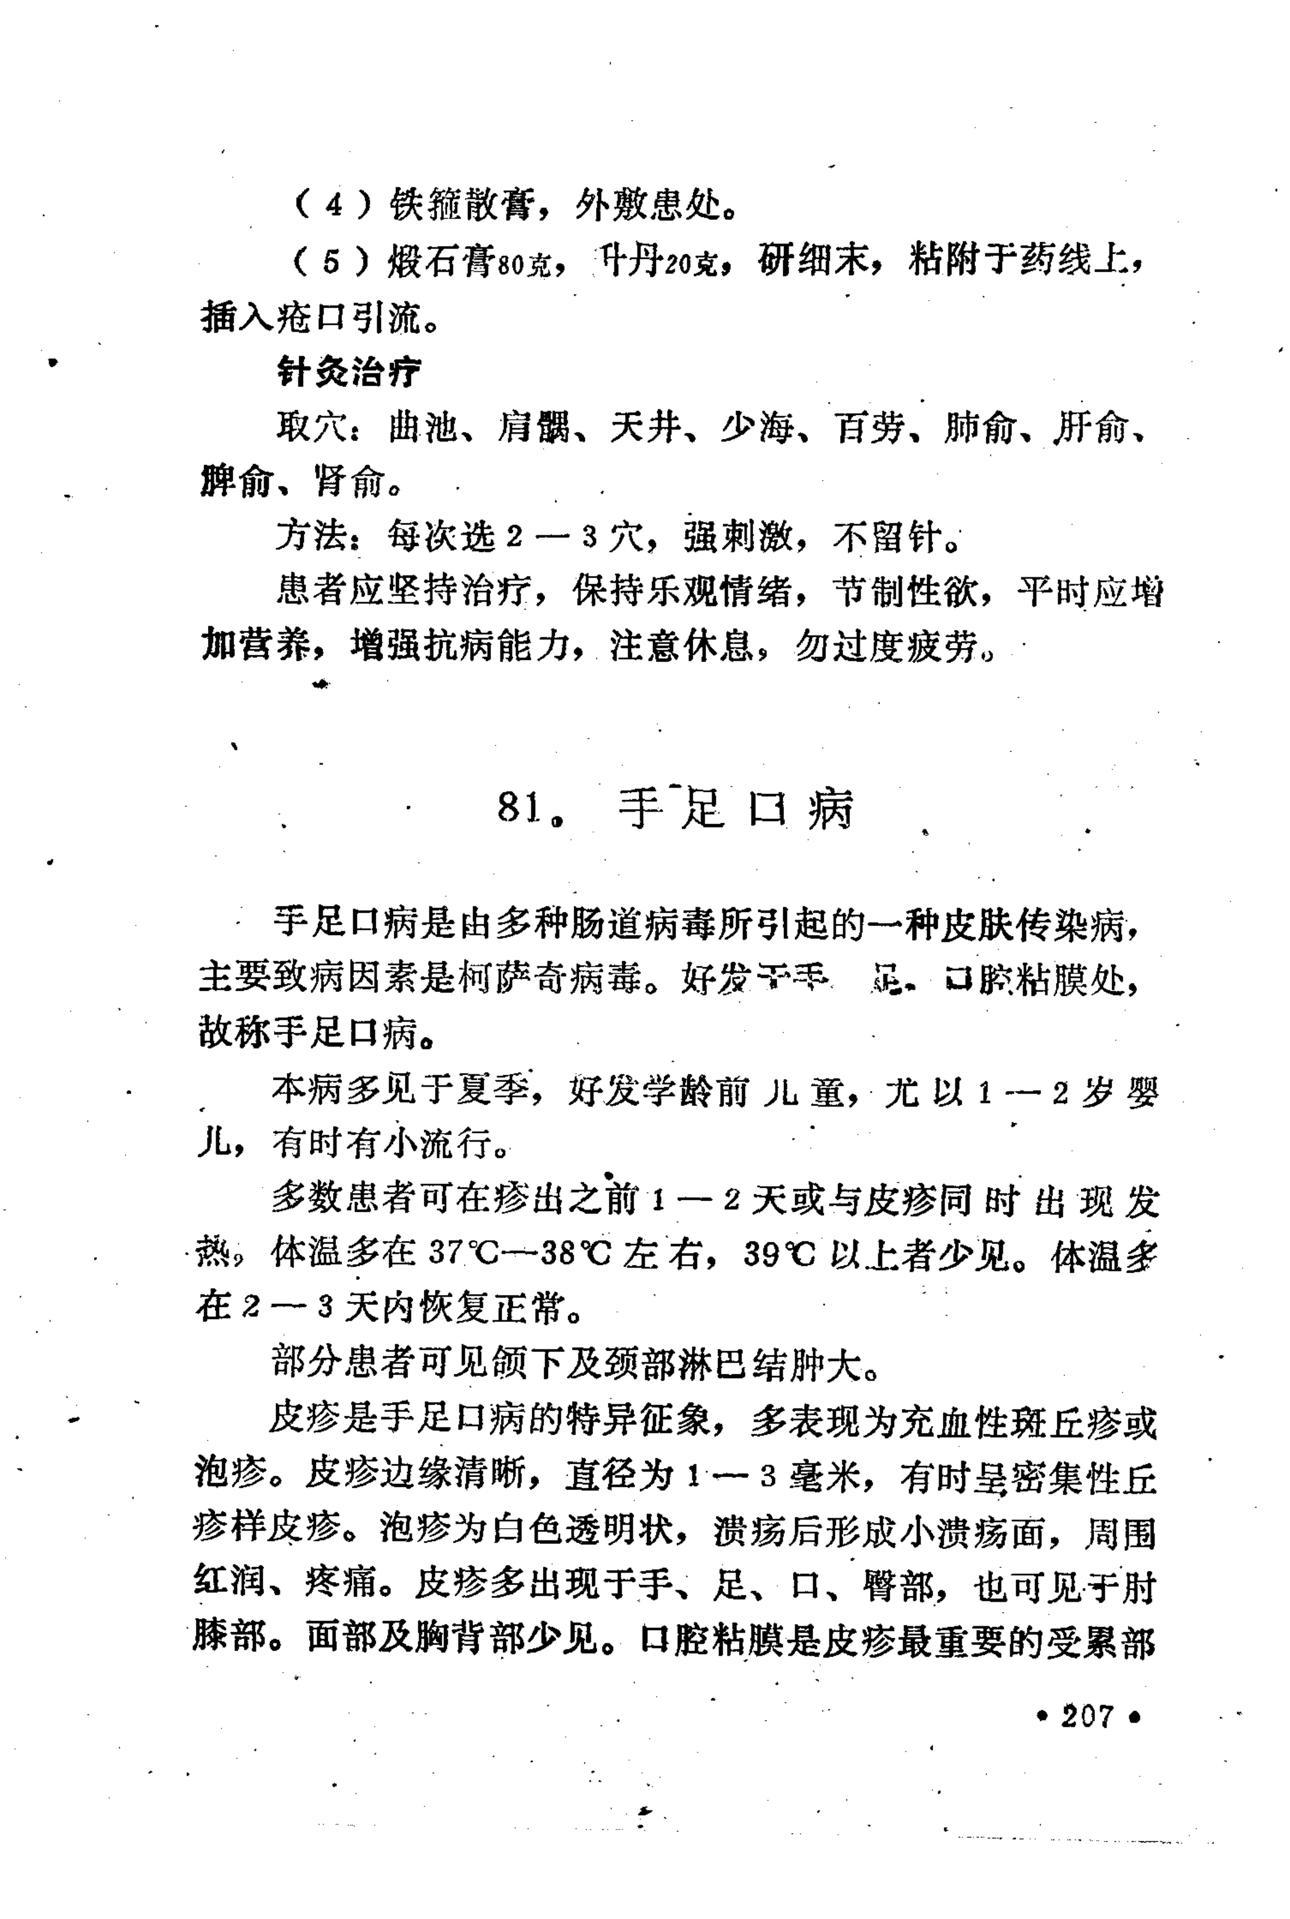 （4）铁箍散膏，外敷患处。
（5）煅石膏80克，升丹20克，研细末，粘附于药线上，
插入疮口引流。
针灸治疗
取穴：曲池、肩髃、天井、少海、百劳、肺俞、肝俞、
脾俞、肾俞。
方法：每次选2—3穴，强刺激，不留针。
患者应坚持治疗，保持乐观情绪，节制性欲，平时应增
加营养，增强抗病能力，注意休息，勿过度疲劳。
81。手足口病
手足口病是由多种肠道病毒所引起的一种皮肤传染病，
主要致病因素是柯萨奇病毒。好发于手 足、口腔粘膜处，
故称手足口病。
本病多见于夏季，好发学龄前儿童，尤以1—2岁婴
儿，有时有小流行。
多数患者可在疹出之前1—2天或与皮疹同时出现发
热，体温多在37℃—38℃左右，39℃以上者少见。体温多
在2—3天内恢复正常。
部分患者可见颌下及颈部淋巴结肿大。
皮疹是手足口病的特异征象，多表现为充血性斑丘疹或
泡疹。皮疹边缘清晰，直径为1—3毫米，有时呈密集性丘
疹样皮疹。泡疹为白色透明状，溃疡后形成小溃疡面，周围
红润、疼痛。皮疹多出现于手、足、口、臀部，也可见于肘
膝部。面部及胸背部少见。口腔粘膜是皮疹最重要的受累部
•207•